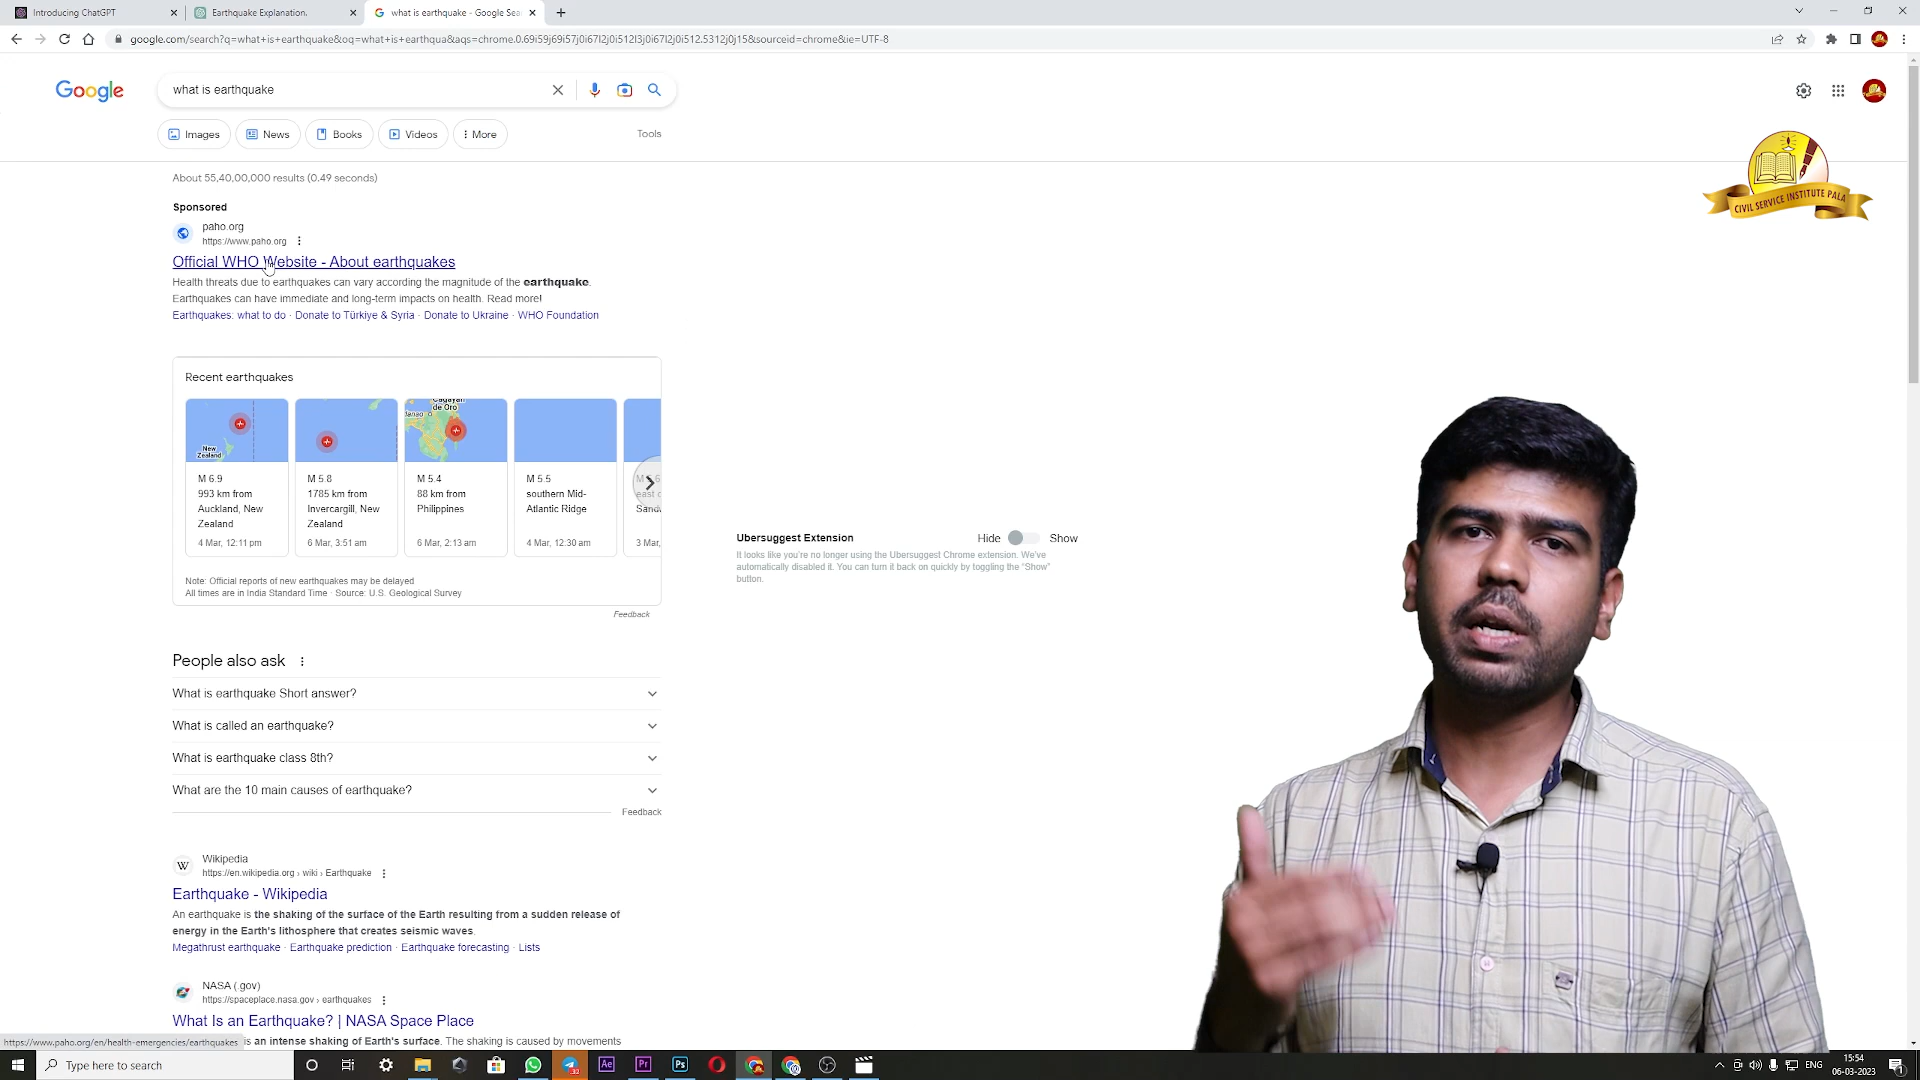 Introducing ChatGPT
Earthquake Explanation.
what is earthquake - Google Sea
google.com/search?q=what+is+earthquake&oq=what+is+earthqua&aqs=chrome.0.69i59j69i57j0i67l2j0i512l3j0i67l2j0i512.5312j0j15&sourceid=chrome&ie=UTF-8
Google
what is earthquake
Images
News
Books
Videos
More
Tools
About 55,40,00,000 results (0.49 seconds)
CIVIL SERVICE INSTITUTE PALA
Sponsored
paho.org
https://www.paho.org
Official WHO Website - About earthquakes
Health threats due to earthquakes can vary according the magnitude of the earthquake.
Earthquakes can have immediate and long-term impacts on health. Read more!
Earthquakes: what to do · Donate to Türkiye & Syria · Donate to Ukraine · WHO Foundation
Recent earthquakes
New
Zealand
Cagayan
de Oro
M 6.9
993 km from
Auckland, New
Zealand
4 Mar, 12:11 pm
M 5.8
1785 km from
Invercargill, New
Zealand
6 Mar, 3:51 am
M 5.4
88 km from
Philippines
6 Mar, 2:13 am
M 5.5
southern Mid-
Atlantic Ridge
4 Mar, 12:30 am
3 Mar,
Note: Official reports of new earthquakes may be delayed
All times are in India Standard Time · Source: U.S. Geological Survey
Feedback
Ubersuggest Extension
Hide
Show
It looks like you're no longer using the Ubersuggest Chrome extension. We've
automatically disabled it. You can turn it back on quickly by toggling the "Show"
button.
People also ask
What is earthquake Short answer?
What is called an earthquake?
What is earthquake class 8th?
What are the 10 main causes of earthquake?
Feedback
W
Wikipedia
https://en.wikipedia.org › wiki › Earthquake
Earthquake - Wikipedia
An earthquake is the shaking of the surface of the Earth resulting from a sudden release of
energy in the Earth's lithosphere that creates seismic waves.
Megathrust earthquake · Earthquake prediction · Earthquake forecasting · Lists
NASA (.gov)
https://spaceplace.nasa.gov › earthquakes
What Is an Earthquake? | NASA Space Place
is an intense shaking of Earth's surface. The shaking is caused by movements
https://www.paho.org/en/health-emergencies/earthquakes
Type here to search
Ae
Pr
Ps
ENG
15:54
06-03-2023